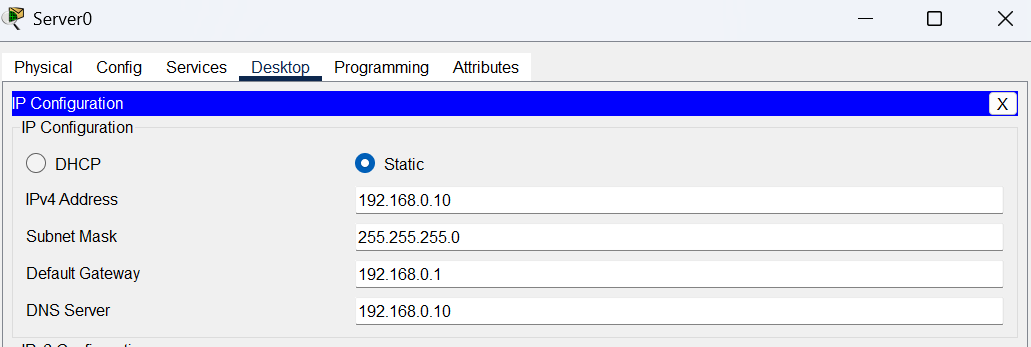 Server0
Physical Config Services Desktop Programming Attributes
IP Configuration X
IP Configuration
DHCP Static
IPv4 Address 192.168.0.10
Subnet Mask 255.255.255.0
Default Gateway 192.168.0.1
DNS Server 192.168.0.10